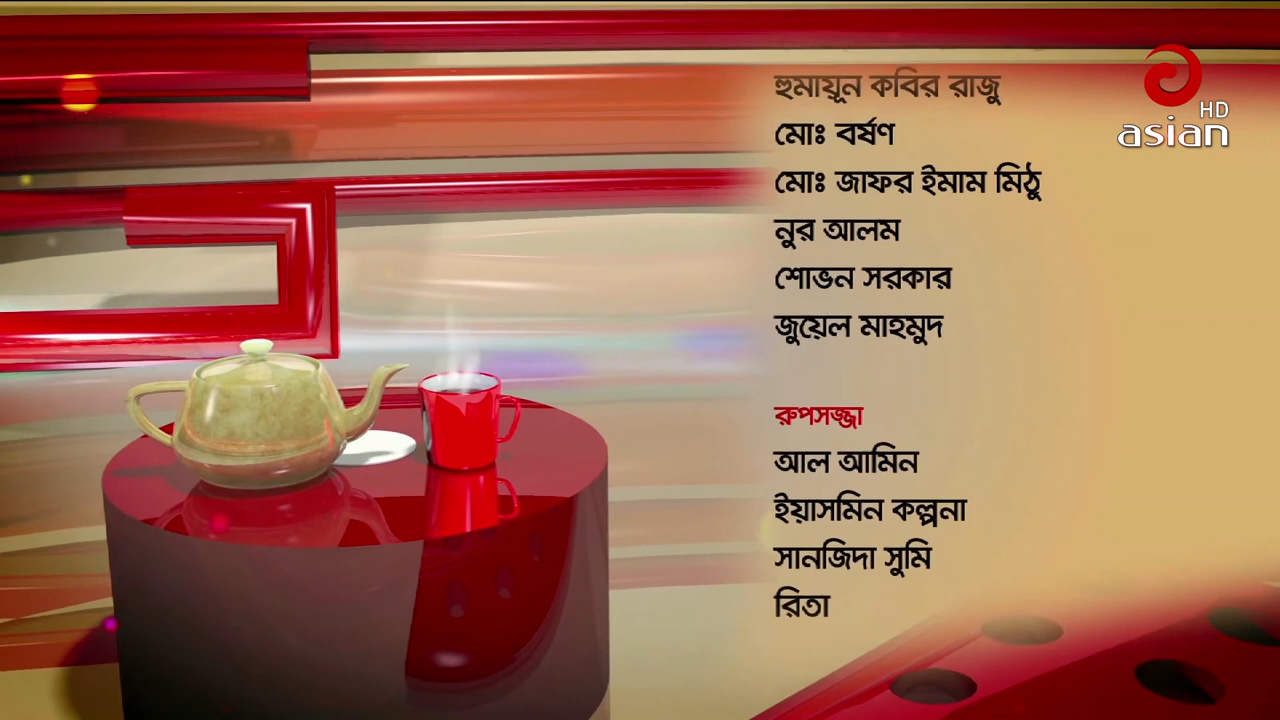 হুমায়ূন কবির রাজু
মোঃ বর্ষণ
মোঃ জাফর ইমাম মিঠু
নুর আলম
শোভন সরকার
জুয়েল মাহমুদ
রুপসজ্জা
আল আমিন
ইয়াসমিন কল্পনা
সানজিদা সুমি
রিতা
HD
asian